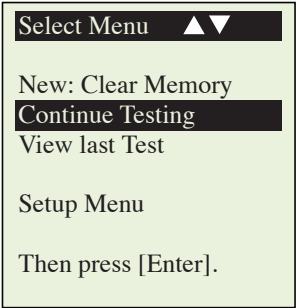 Select Menu ▲▼
New: Clear Memory
Continue Testing
View last Test
Setup Menu
Then press [Enter].